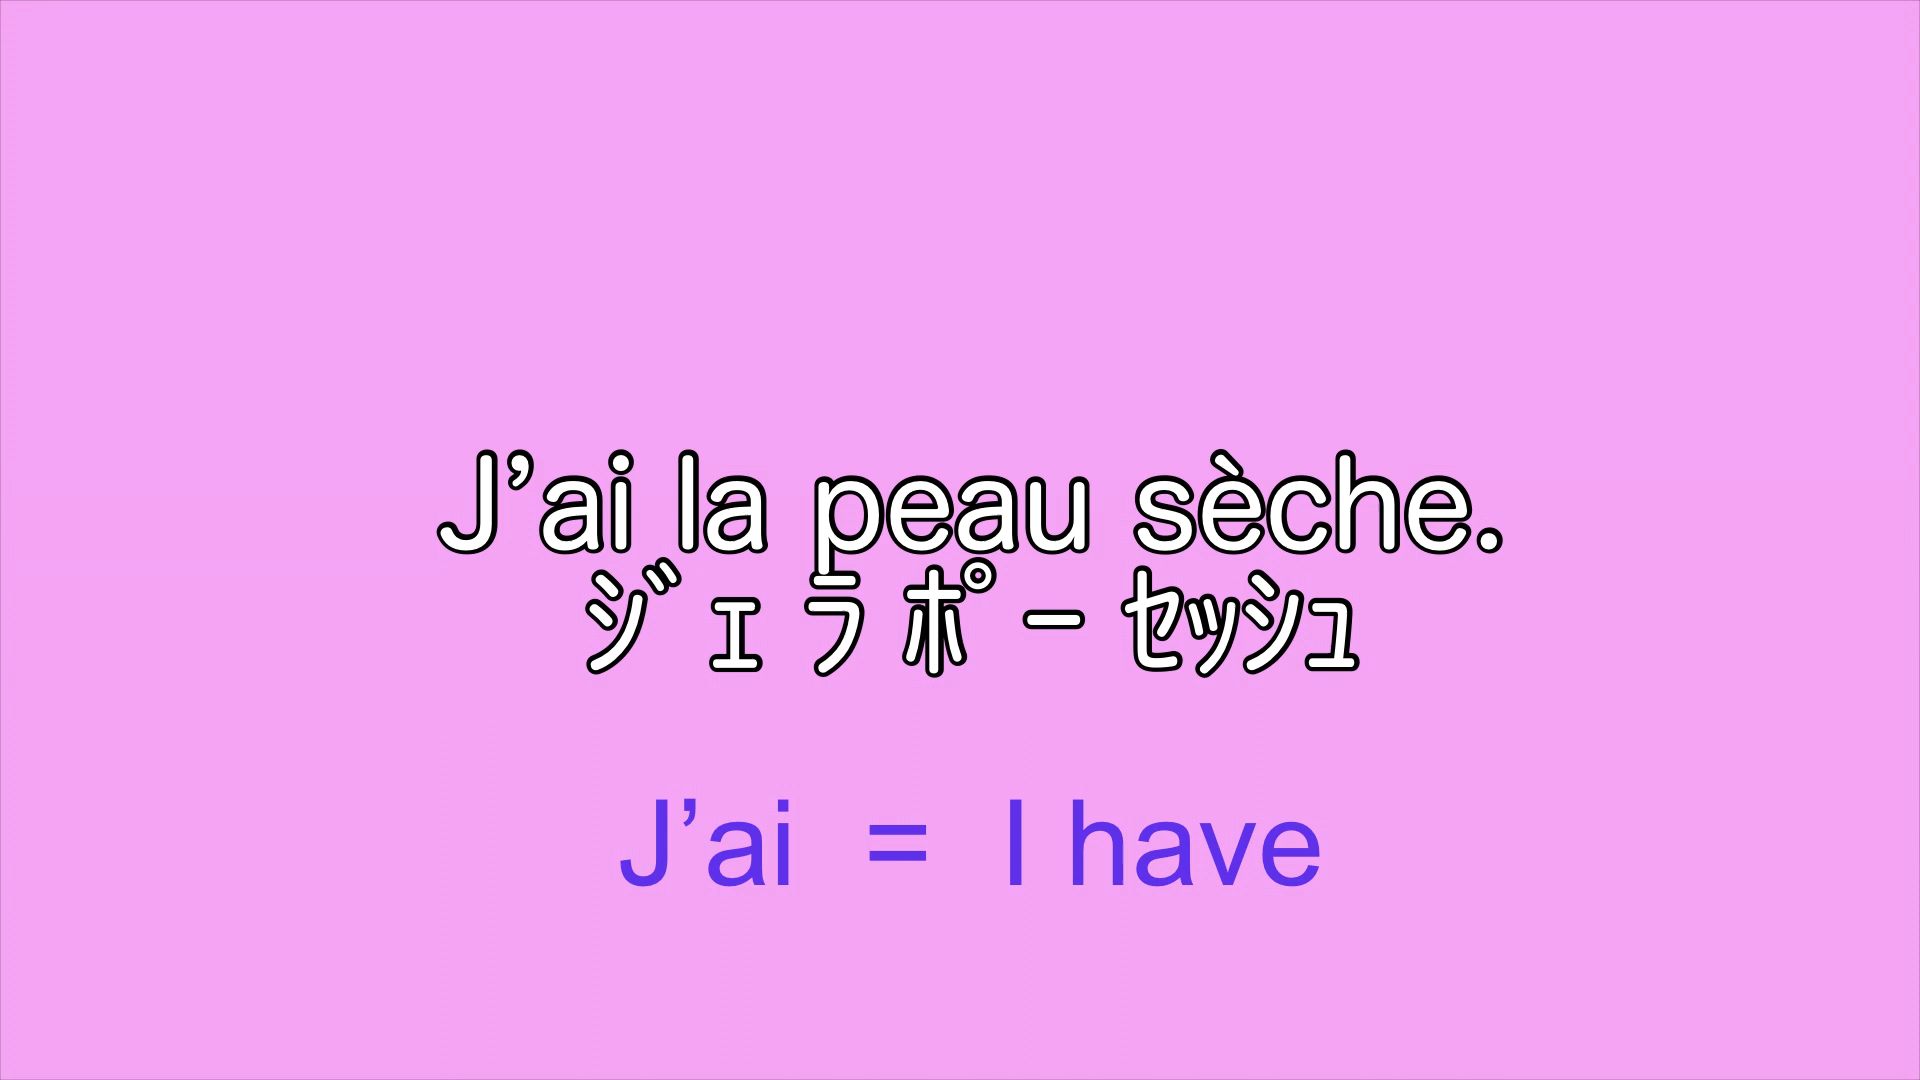 J’ai la peau sèche.
ジェ ラ ポー セッシュ
J’ai = I have